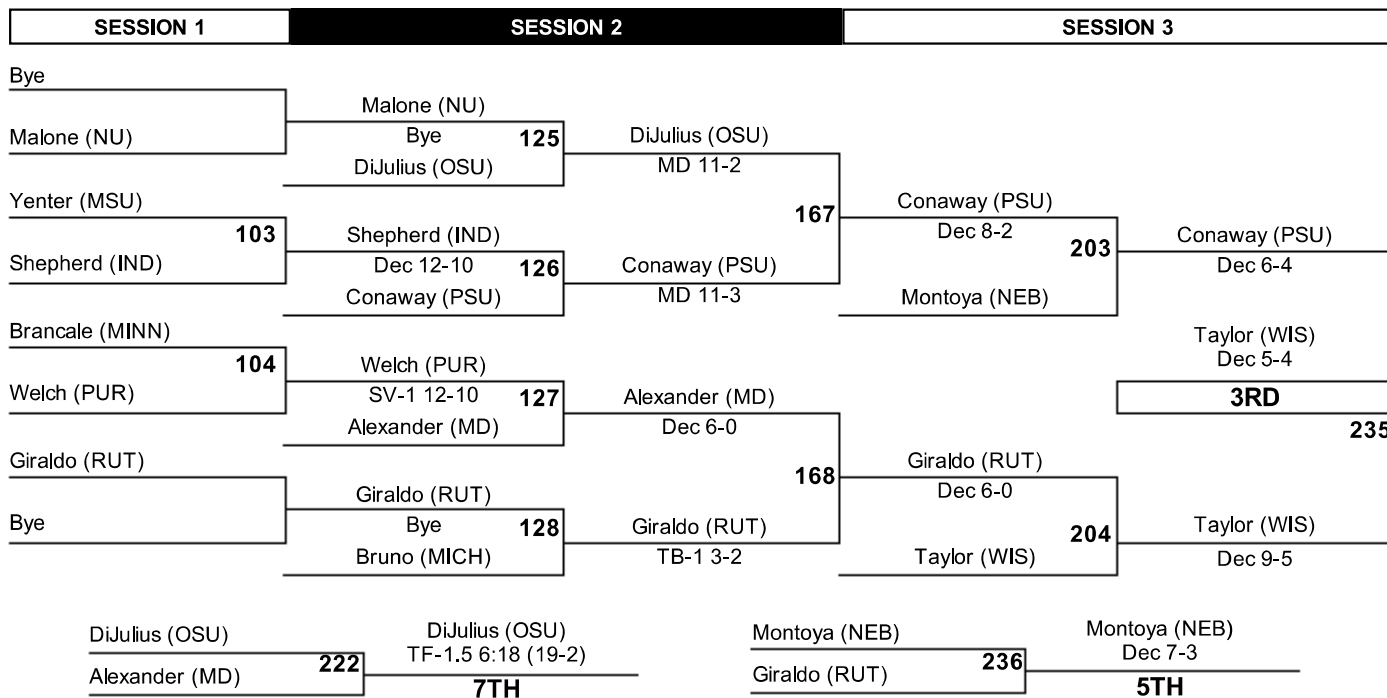 SESSION 1
SESSION 2
SESSION 3
Bye
Malone (NU)
Yenter (MSU)
103
Shepherd (IND)
Brancale (MINN)
104
Welch (PUR)
Giraldo (RUT)
Bye
Malone (NU)
Bye
125
DiJulius (OSU)
Shepherd (IND)
Dec 12-10
126
Conaway (PSU)
Welch (PUR)
SV-1 12-10
127
Alexander (MD)
Giraldo (RUT)
Bye
128
Bruno (MICH)
DiJulius (OSU)
MD 11-2
167
Conaway (PSU)
MD 11-3
Alexander (MD)
Dec 6-0
168
Giraldo (RUT)
TB-1 3-2
Conaway (PSU)
Dec 8-2
203
Montoya (NEB)
Giraldo (RUT)
Dec 6-0
204
Taylor (WIS)
Conaway (PSU)
Dec 6-4
Taylor (WIS)
Dec 5-4
3RD
235
Taylor (WIS)
Dec 9-5
DiJulius (OSU)
222
Alexander (MD)
DiJulius (OSU)
TF-1.5 6:18 (19-2)
7TH
Montoya (NEB)
236
Giraldo (RUT)
Montoya (NEB)
Dec 7-3
5TH